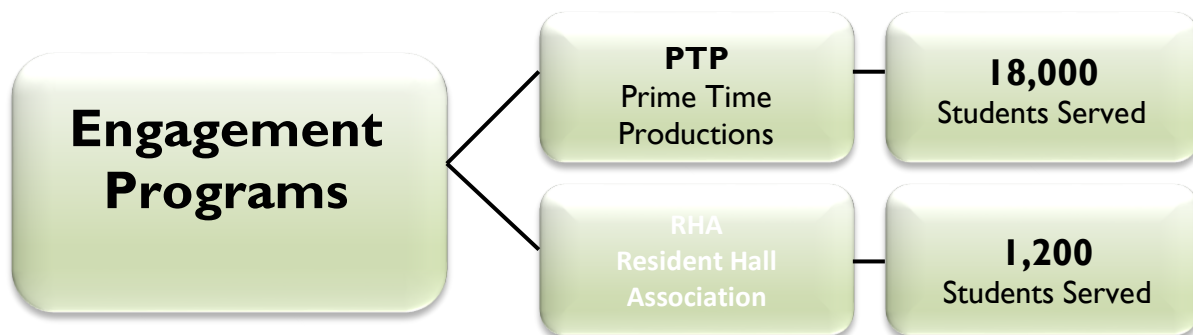 Engagement
Programs
PTP
Prime Time
Productions
18,000
Students Served
RHA
Resident Hall
Association
1,200
Students Served